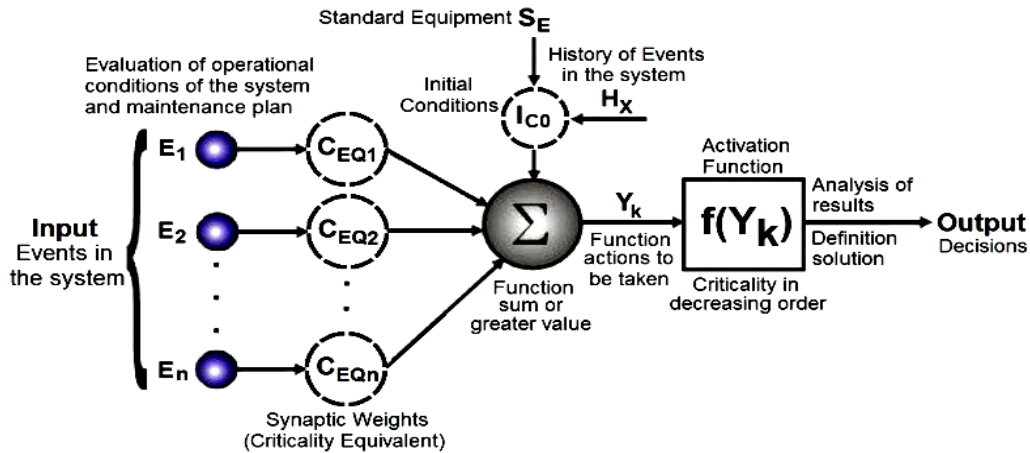 Standard Equipment S_E
History of Events
in the system
H_X
Initial
Conditions
I_C0
Evaluation of operational
conditions of the system
and maintenance plan
Input
Events in
the system
E_1
C_EQ1
E_2
C_EQ2
. .
. .
. .
E_n
C_EQn
Synaptic Weights
(Criticality Equivalent)
Σ
Function
sum or
greater value
Y_k
Function
actions to
be taken
Activation
Function
f(Y_k)
Criticality in
decreasing order
Analysis of
results
Definition
solution
Output
Decisions